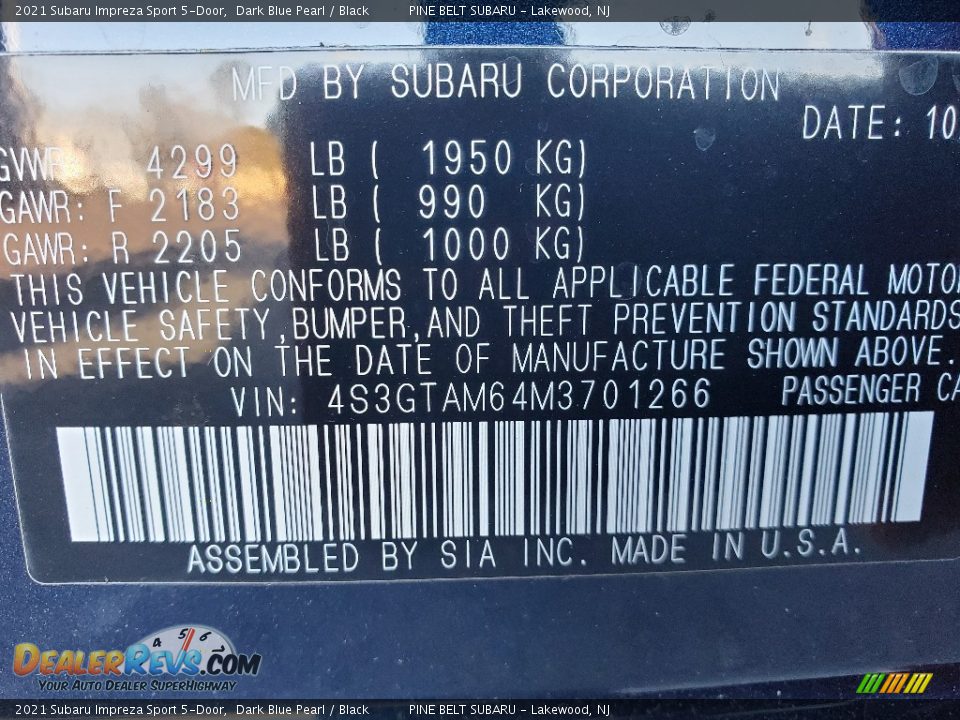 2021 Subaru Impreza Sport 5-Door, Dark Blue Pearl / Black PINE BELT SUBARU - Lakewood, NJ
MFD BY SUBARU CORPORATION
DATE: 10
GVWR: 4299 LB ( 1950 KG)
GAWR: F 2183 LB ( 990 KG)
GAWR: R 2205 LB ( 1000 KG)
THIS VEHICLE CONFORMS TO ALL APPLICABLE FEDERAL MOTO
VEHICLE SAFETY,BUMPER,AND THEFT PREVENTION STANDARDS
IN EFFECT ON THE DATE OF MANUFACTURE SHOWN ABOVE.
VIN: 4S3GTAM64M3701266 PASSENGER CA
ASSEMBLED BY SIA INC. MADE IN U.S.A.
4 5 6
DealerRevs.com
Your Auto Dealer SuperHighway
2021 Subaru Impreza Sport 5-Door, Dark Blue Pearl / Black PINE BELT SUBARU - Lakewood, NJ